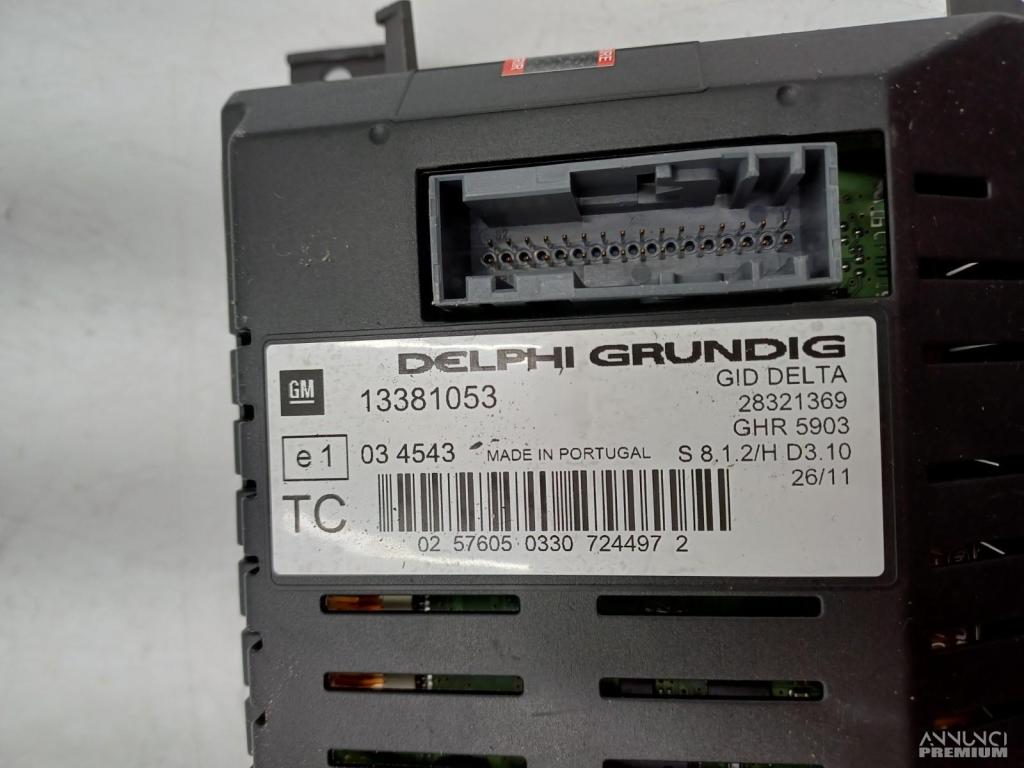 DELPHI GRUNDIG
GM
13381053
GID DELTA
28321369
GHR 5903
e 1
03 4543
MADE IN PORTUGAL
S 8,1.2/H D3.10
26/11
TC
02 57605 0330 724497 2
32
ANNUNCI
PREMIUM